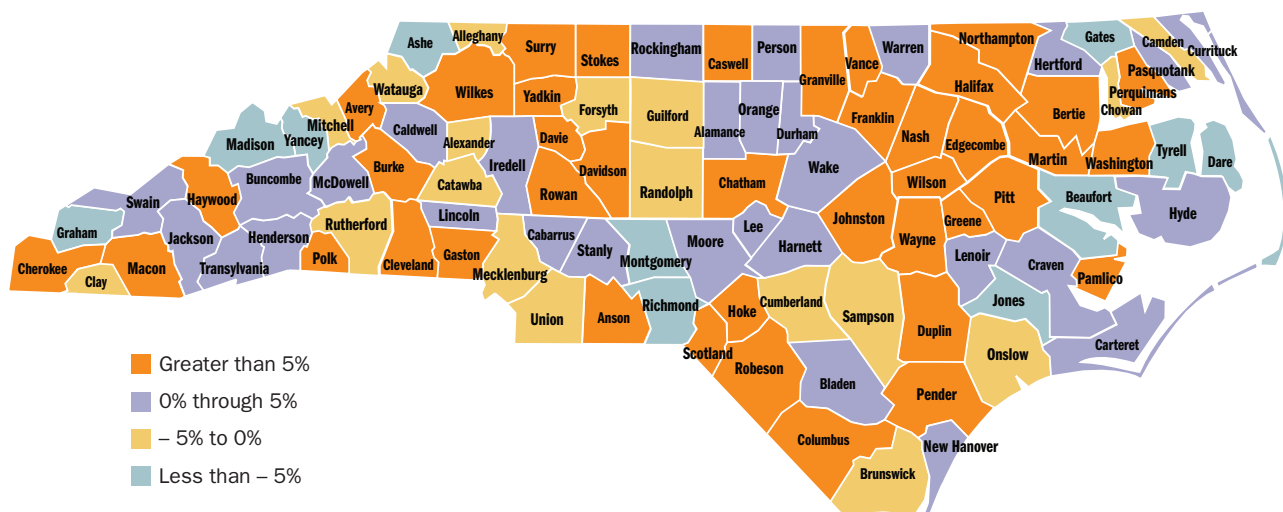 Ashe
Alleghany
Surry
Stokes
Rockingham
Caswell
Person
Granville
Vance
Warren
Northampton
Halifax
Hertford
Gates
Camden
Currituck
Pasquotank
Perquimans
Chowan
Bertie
Watauga
Wilkes
Yadkin
Forsyth
Guilford
Alamance
Orange
Durham
Franklin
Nash
Edgecombe
Martin
Washington
Tyrell
Dare
Avery
Mitchell
Yancey
Madison
Caldwell
Alexander
Iredell
Davie
Davidson
Randolph
Chatham
Wake
Wilson
Pitt
Beaufort
Hyde
Burke
McDowell
Buncombe
Haywood
Swain
Graham
Catawba
Rowan
Lincoln
Rutherford
Henderson
Jackson
Transylvania
Macon
Cherokee
Clay
Polk
Cleveland
Gaston
Mecklenburg
Cabarrus
Stanly
Montgomery
Moore
Lee
Harnett
Johnston
Wayne
Greene
Lenoir
Craven
Pamlico
Jones
Carteret
Onslow
Duplin
Sampson
Cumberland
Hoke
Richmond
Anson
Union
Scotland
Robeson
Bladen
Pender
Columbus
Brunswick
New Hanover
Greater than 5%
0% through 5%
– 5% to 0%
Less than – 5%